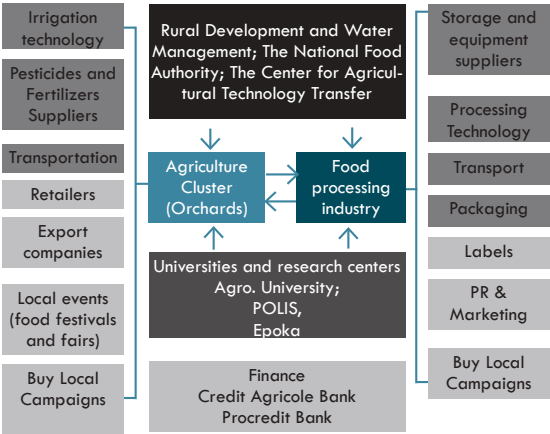 Irrigation
technology
Pesticides and
Fertilizers
Suppliers
Transportation
Retailers
Export
companies
Local events
(food festivals
and fairs)
Buy Local
Campaigns
Rural Development and Water
Management; The National Food
Authority; The Center for Agricul-
tural Technology Transfer
Agriculture
Cluster
(Orchards)
Food
processing
industry
Universities and research centers
Agro. University;
POLIS,
Epoka
Finance
Credit Agricole Bank
Procredit Bank
Storage and
equipment
suppliers
Processing
Technology
Transport
Packaging
Labels
PR &
Marketing
Buy Local
Campaigns